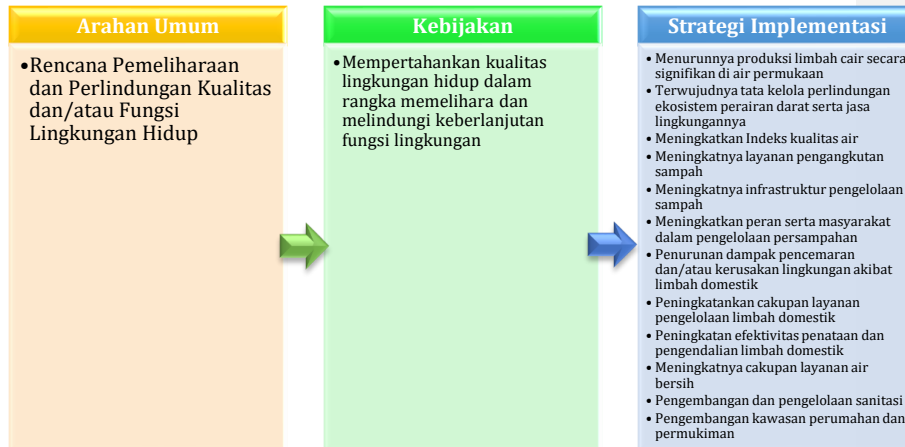 Arahan Umum
•Rencana Pemeliharaan
dan Perlindungan Kualitas
dan/atau Fungsi
Lingkungan Hidup
Kebijakan
•Mempertahankan kualitas
lingkungan hidup dalam
rangka memelihara dan
melindungi keberlanjutan
fungsi lingkungan
Strategi Implementasi
• Menurunnya produksi limbah cair secara
signifikan di air permukaan
• Terwujudnya tata kelola perlindungan
ekosistem perairan darat serta jasa
lingkungannya
• Meningkatkan Indeks kualitas air
• Meningkatnya layanan pengangkutan
sampah
• Meningkatnya infrastruktur pengelolaan
sampah
• Meningkatkan peran serta masyarakat
dalam pengelolaan persampahan
• Penurunan dampak pencemaran
dan/atau kerusakan lingkungan akibat
limbah domestik
• Peningkatankan cakupan layanan
pengelolaan limbah domestik
• Peningkatan efektivitas penataan dan
pengendalian limbah domestik
• Meningkatnya cakupan layanan air
bersih
• Pengembangan dan pengelolaan sanitasi
• Pengembangan kawasan perumahan dan
permukiman